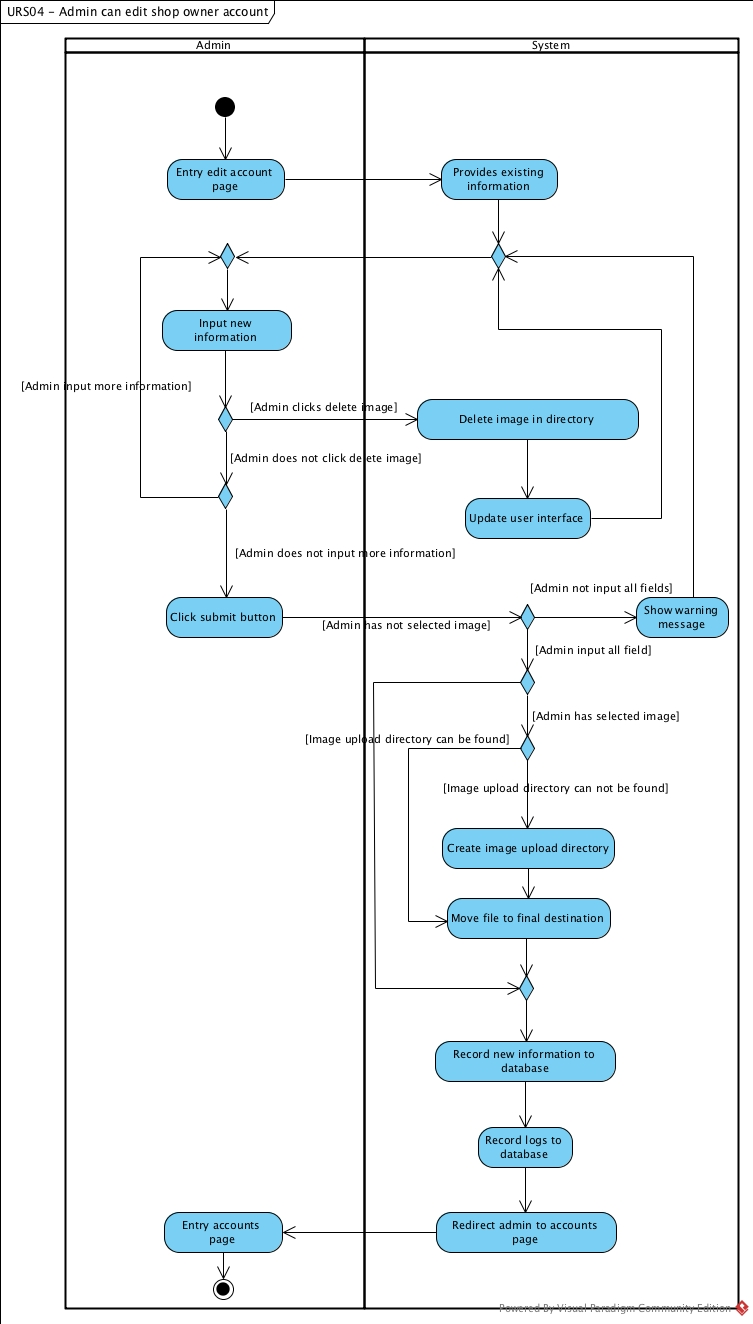 URS04 - Admin can edit shop owner account
Admin
System
Entry edit account
page
Provides existing
information
Input new
information
[Admin input more information]
[Admin clicks delete image]
Delete image in directory
[Admin does not click delete image]
Update user interface
[Admin does not input more information]
[Admin not input all fields]
Click submit button
[Admin has not selected image]
Show warning
message
[Admin input all field]
[Admin has selected image]
[Image upload directory can be found]
[Image upload directory can not be found]
Create image upload directory
Move file to final destination
Record new information to
database
Record logs to
database
Entry accounts
page
Redirect admin to accounts
page
Powered By Visual Paradigm Community Edition